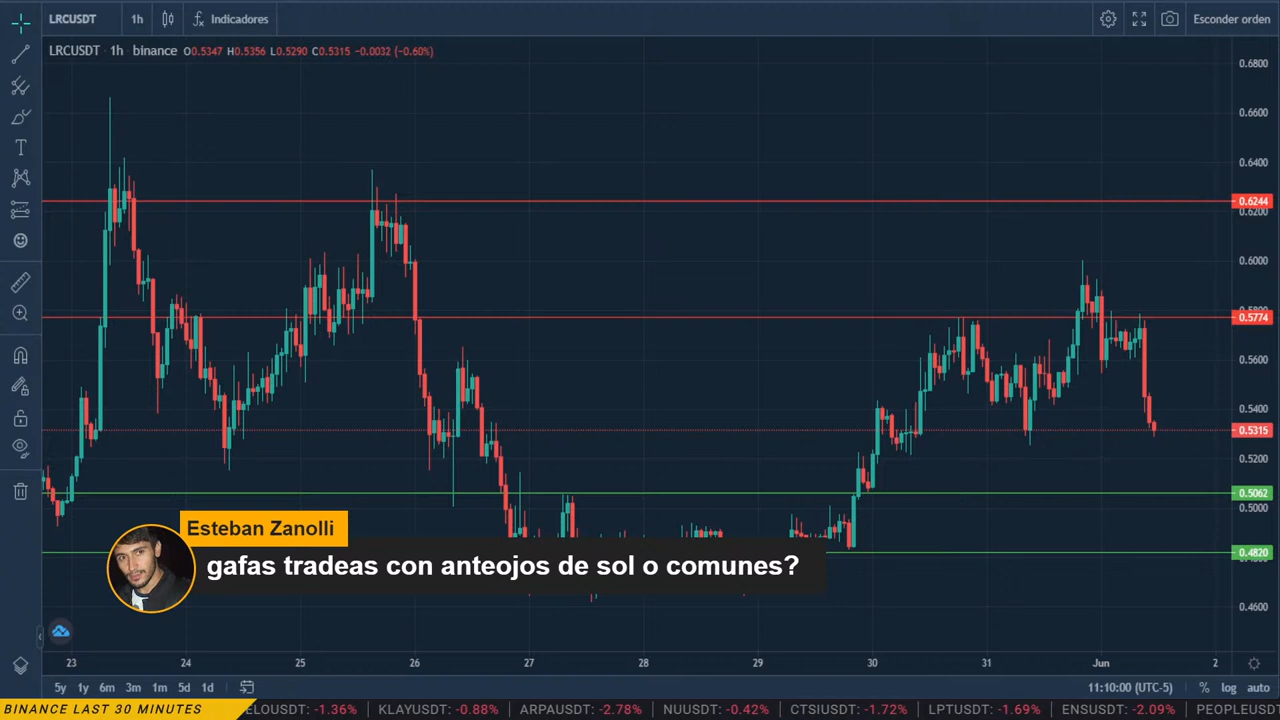 LRCUSDT 1h Indicadores Esconder orden
LRCUSDT 1h binance O0.5347 H0.5356 L0.5290 C0.5315 -0.0032 (-0.60%)
0.6800
0.6600
0.6400
0.6244
0.6200
0.6000
0.5774
0.5600
0.5400
0.5315
0.5200
0.5062
0.5000
0.4820
0.4600
Esteban Zanolli
gafas tradeas con anteojos de sol o comunes?
23 24 25 26 27 28 29 30 31 Jun 2
5y 1y 6m 3m 1m 5d 1d 11:10:00 (UTC-5) % log auto
BINANCE LAST 30 MINUTES ELOUSDT: -1.36% KLAYUSDT: -0.88% ARPAUSDT: -2.78% NUUSDT: -0.42% CTSIUSDT: -1.72% LPTUSDT: -1.69% ENSUSDT: -2.09% PEOPLEUSDT